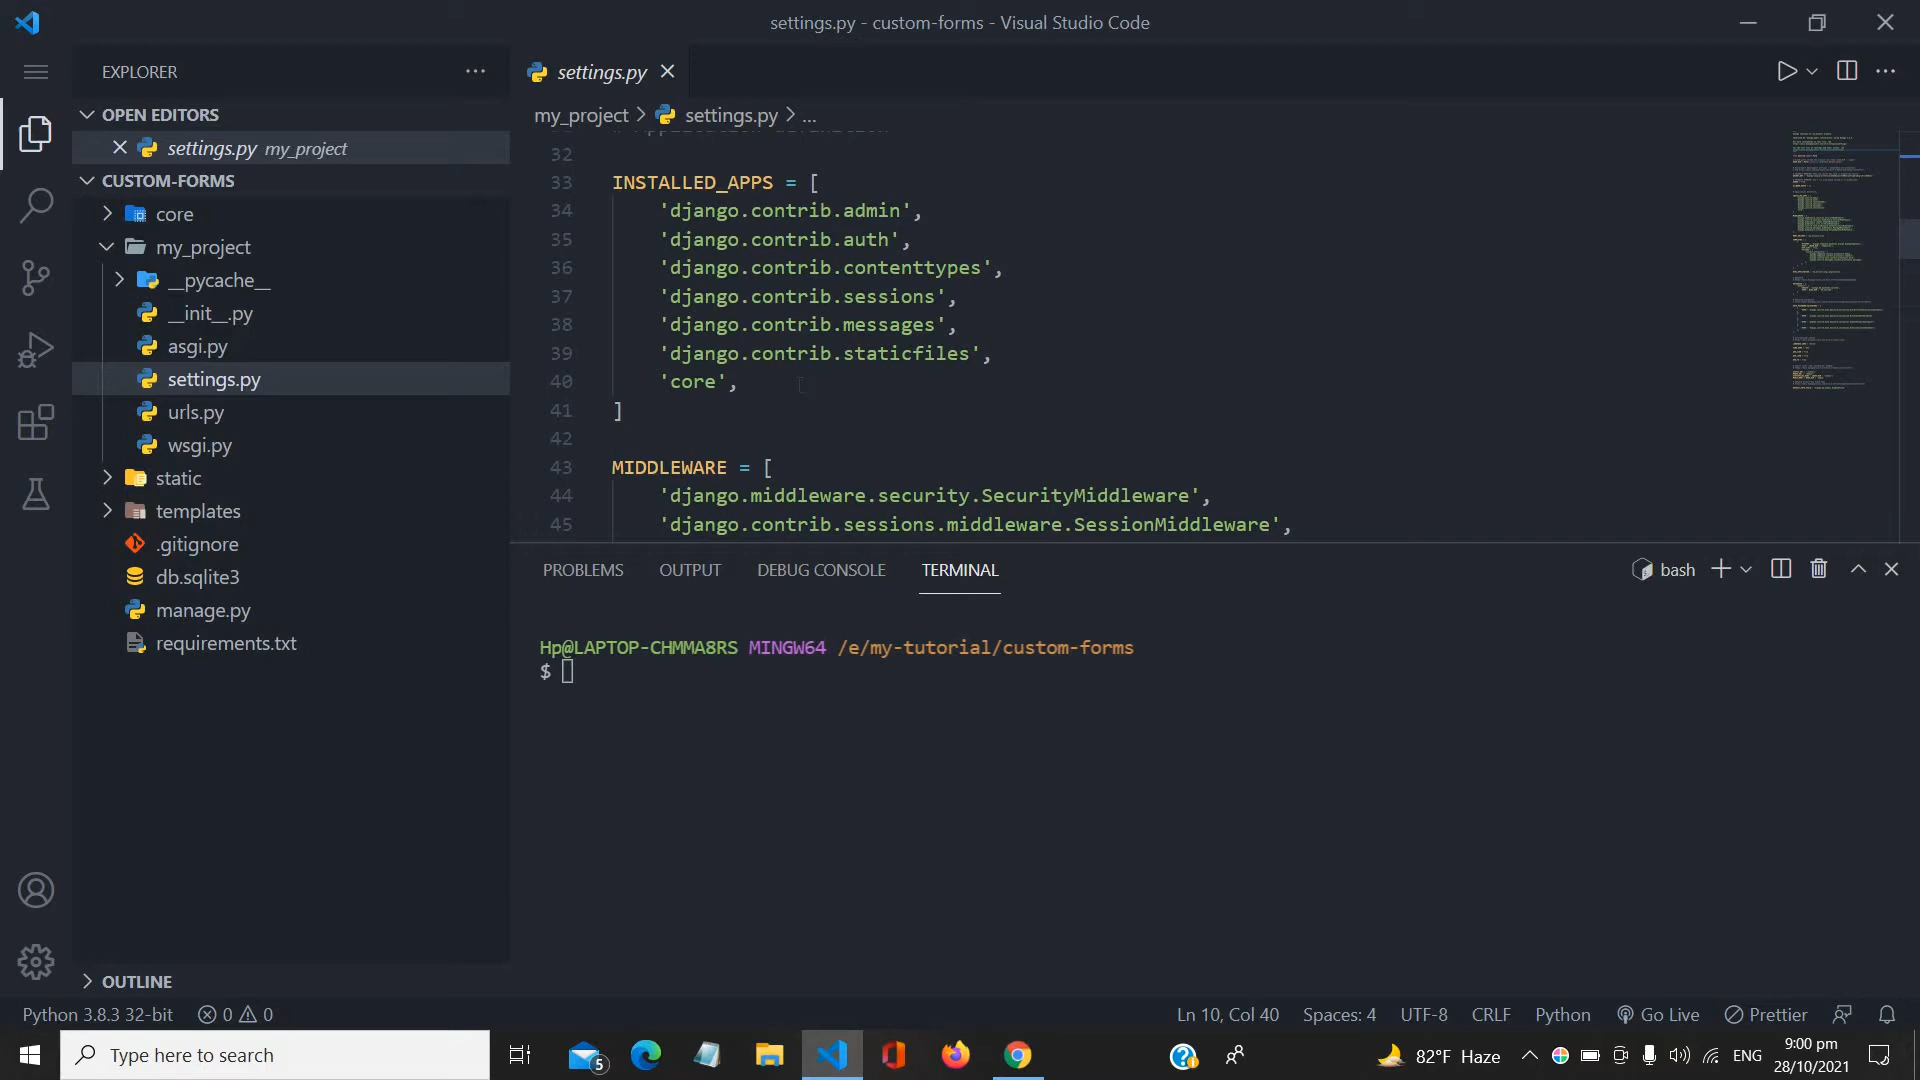 settings.py - custom-forms - Visual Studio Code
EXPLORER
OPEN EDITORS
settings.py my_project
CUSTOM-FORMS
core
my_project
__pycache__
__init__.py
asgi.py
settings.py
urls.py
wsgi.py
static
templates
.gitignore
db.sqlite3
manage.py
requirements.txt
OUTLINE
settings.py
my_project > settings.py > ...
32
33 INSTALLED_APPS = [
34 'django.contrib.admin',
35 'django.contrib.auth',
36 'django.contrib.contenttypes',
37 'django.contrib.sessions',
38 'django.contrib.messages',
39 'django.contrib.staticfiles',
40 'core',
41 ]
42
43 MIDDLEWARE = [
44 'django.middleware.security.SecurityMiddleware',
45 'django.contrib.sessions.middleware.SessionMiddleware',
PROBLEMS OUTPUT DEBUG CONSOLE TERMINAL
bash
Hp@LAPTOP-CHMMA8RS MINGW64 /e/my-tutorial/custom-forms
$
Python 3.8.3 32-bit 0 0 Ln 10, Col 40 Spaces: 4 UTF-8 CRLF Python Go Live Prettier
Type here to search
5
82°F Haze
ENG
9:00 pm
28/10/2021